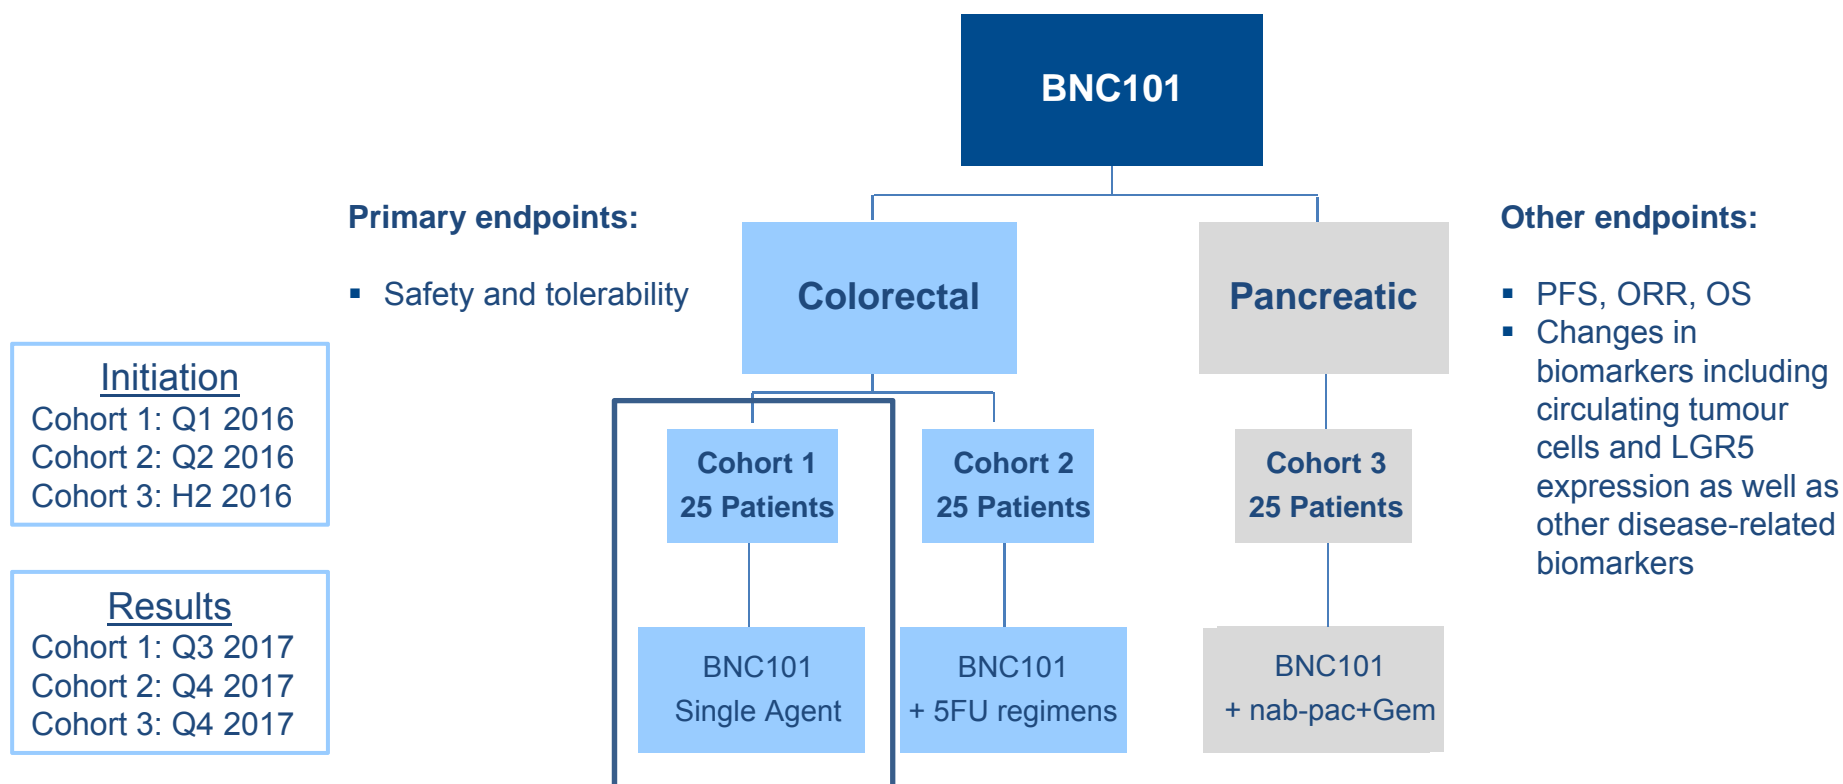 BNC101
Primary endpoints:
▪ Safety and tolerability
Colorectal
Pancreatic
Other endpoints:
▪ PFS, ORR, OS
▪ Changes in
biomarkers including
circulating tumour
cells and LGR5
expression as well as
other disease-related
biomarkers
Initiation
Cohort 1: Q1 2016
Cohort 2: Q2 2016
Cohort 3: H2 2016
Results
Cohort 1: Q3 2017
Cohort 2: Q4 2017
Cohort 3: Q4 2017
Cohort 1
25 Patients
Cohort 2
25 Patients
Cohort 3
25 Patients
BNC101
Single Agent
BNC101
+ 5FU regimens
BNC101
+ nab-pac+Gem